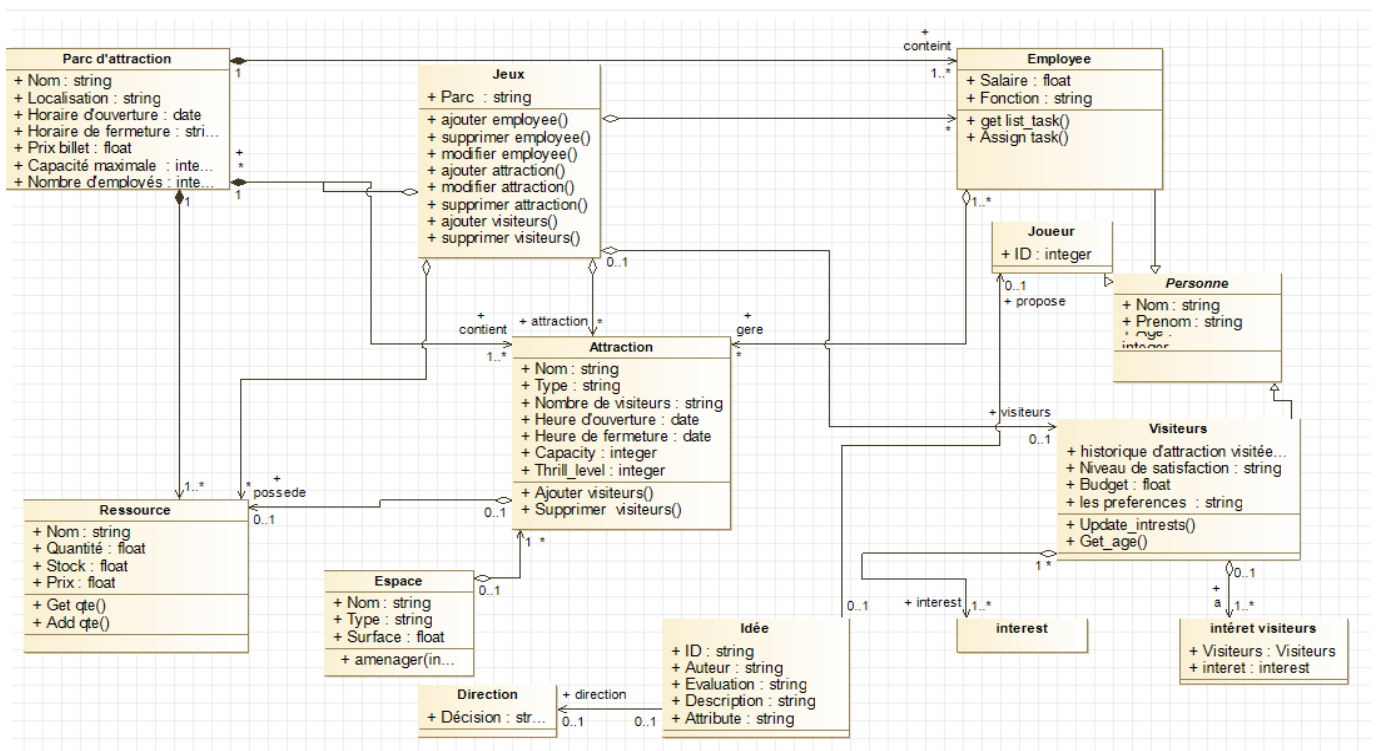 Parc d'attraction
+ Nom : string
+ Localisation : string
+ Horaire d'ouverture : date
+ Horaire de fermeture : stri...
+ Prix billet : float
+ Capacité maximale : inte...
+ Nombre d'employés : inte...
1
+
*
1
1
+
conteint
1..*
Jeux
+ Parc : string
+ ajouter employee()
+ supprimer employee()
+ modifier employee()
+ ajouter attraction()
+ modifier attraction()
+ supprimer attraction()
+ ajouter visiteurs()
+ supprimer visiteurs()
*
0..1
Employee
+ Salaire : float
+ Fonction : string
+ get list_task()
+ Assign task()
1..*
Joueur
+ ID : integer
0..1
+ propose
Personne
+ Nom : string
+ Prenom : string
+ Age :
integer
+
contient
1..*
+ attraction
*
+
gere
*
Attraction
+ Nom : string
+ Type : string
+ Nombre de visiteurs : string
+ Heure d'ouverture : date
+ Heure de fermeture : date
+ Capacity : integer
+ Thrill_level : integer
+ Ajouter visiteurs()
+ Supprimer visiteurs()
+ visiteurs
0..1
Visiteurs
+ historique d'attraction visitée...
+ Niveau de satisfaction : string
+ Budget : float
+ les preferences : string
+ Update_intrests()
+ Get_age()
1..*
*
+
possede
0..1
0..1
Ressource
+ Nom : string
+ Quantité : float
+ Stock : float
+ Prix : float
+ Get qte()
+ Add qte()
1 *
Espace
+ Nom : string
+ Type : string
+ Surface : float
+ amenager(in...
0..1
1 *
+ interest
1..*
0..1
+
a
1..*
interest
intéret visiteurs
+ Visiteurs : Visiteurs
+ interet : interest
0..1
Idée
+ ID : string
+ Auteur : string
+ Evaluation : string
+ Description : string
+ Attribute : string
Direction
+ Décision : str...
+ direction
0..1
0..1